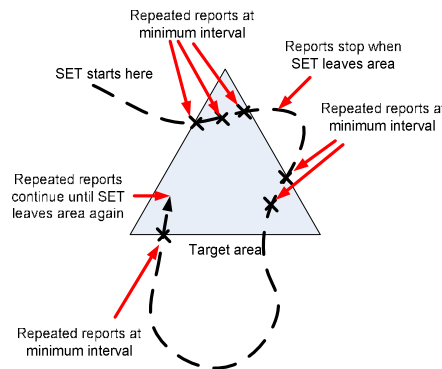 Repeated reports at
minimum interval
Reports stop when
SET leaves area
SET starts here
Repeated reports at
minimum interval
Repeated reports
continue until SET
leaves area again
Target area
Repeated reports at
minimum interval